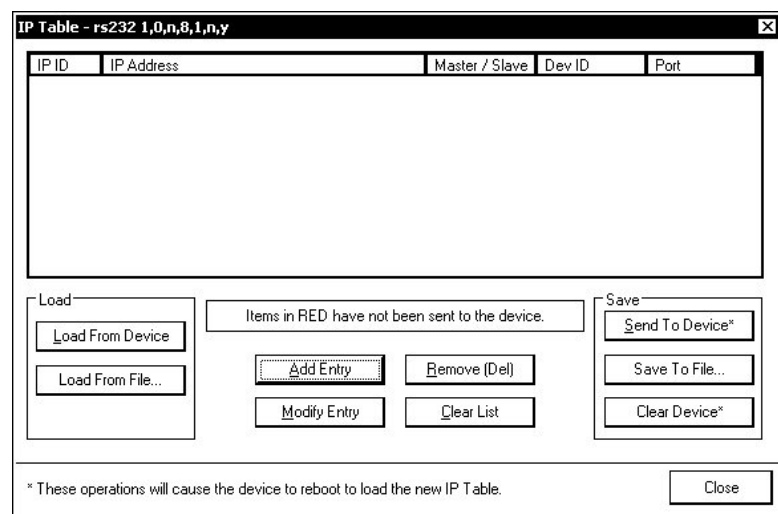 IP Table - rs232 1,0,n,8,1,n,y
IP ID IP Address Master / Slave Dev ID Port
Load
Load From Device
Load From File...
Items in RED have not been sent to the device.
Add Entry Remove (Del)
Modify Entry Clear List
Save
Send To Device*
Save To File...
Clear Device*
* These operations will cause the device to reboot to load the new IP Table.
Close